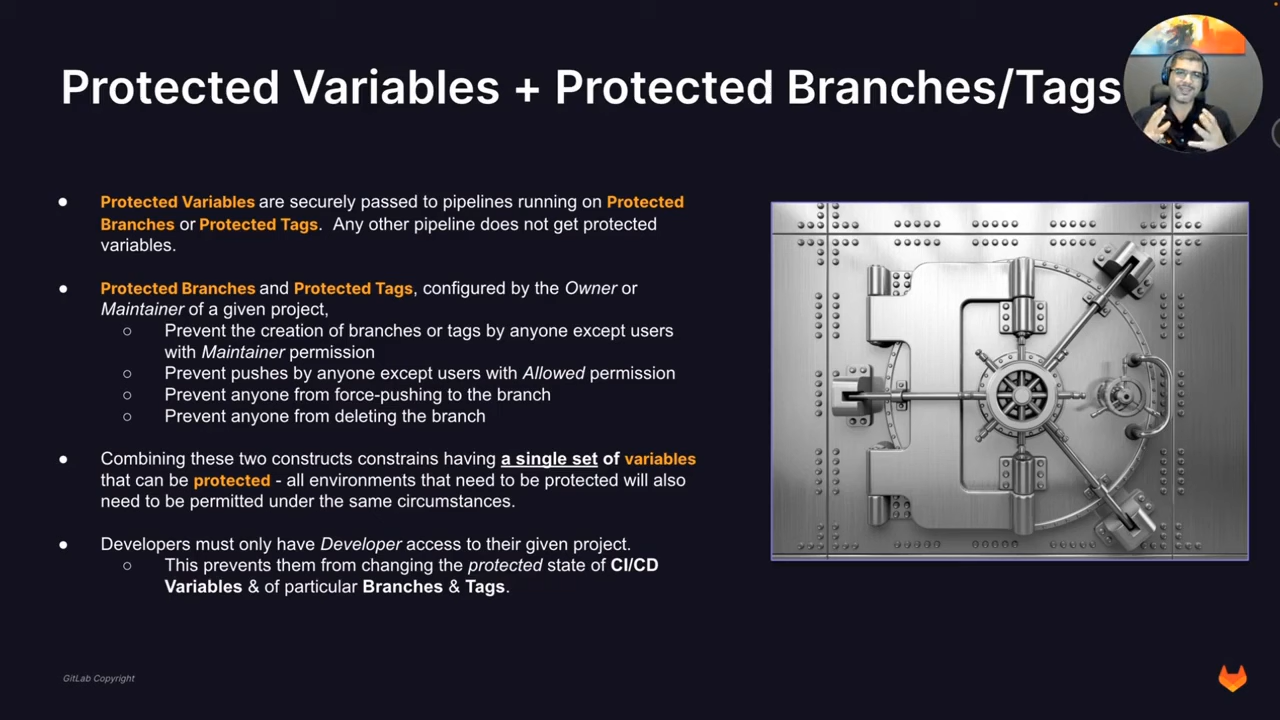 Protected Variables + Protected Branches/Tags
● Protected Variables are securely passed to pipelines running on Protected
Branches or Protected Tags. Any other pipeline does not get protected
variables.
● Protected Branches and Protected Tags, configured by the Owner or
Maintainer of a given project,
○ Prevent the creation of branches or tags by anyone except users
with Maintainer permission
○ Prevent pushes by anyone except users with Allowed permission
○ Prevent anyone from force-pushing to the branch
○ Prevent anyone from deleting the branch
● Combining these two constructs constrains having a single set of variables
that can be protected - all environments that need to be protected will also
need to be permitted under the same circumstances.
● Developers must only have Developer access to their given project.
○ This prevents them from changing the protected state of CI/CD
Variables & of particular Branches & Tags.
GitLab Copyright